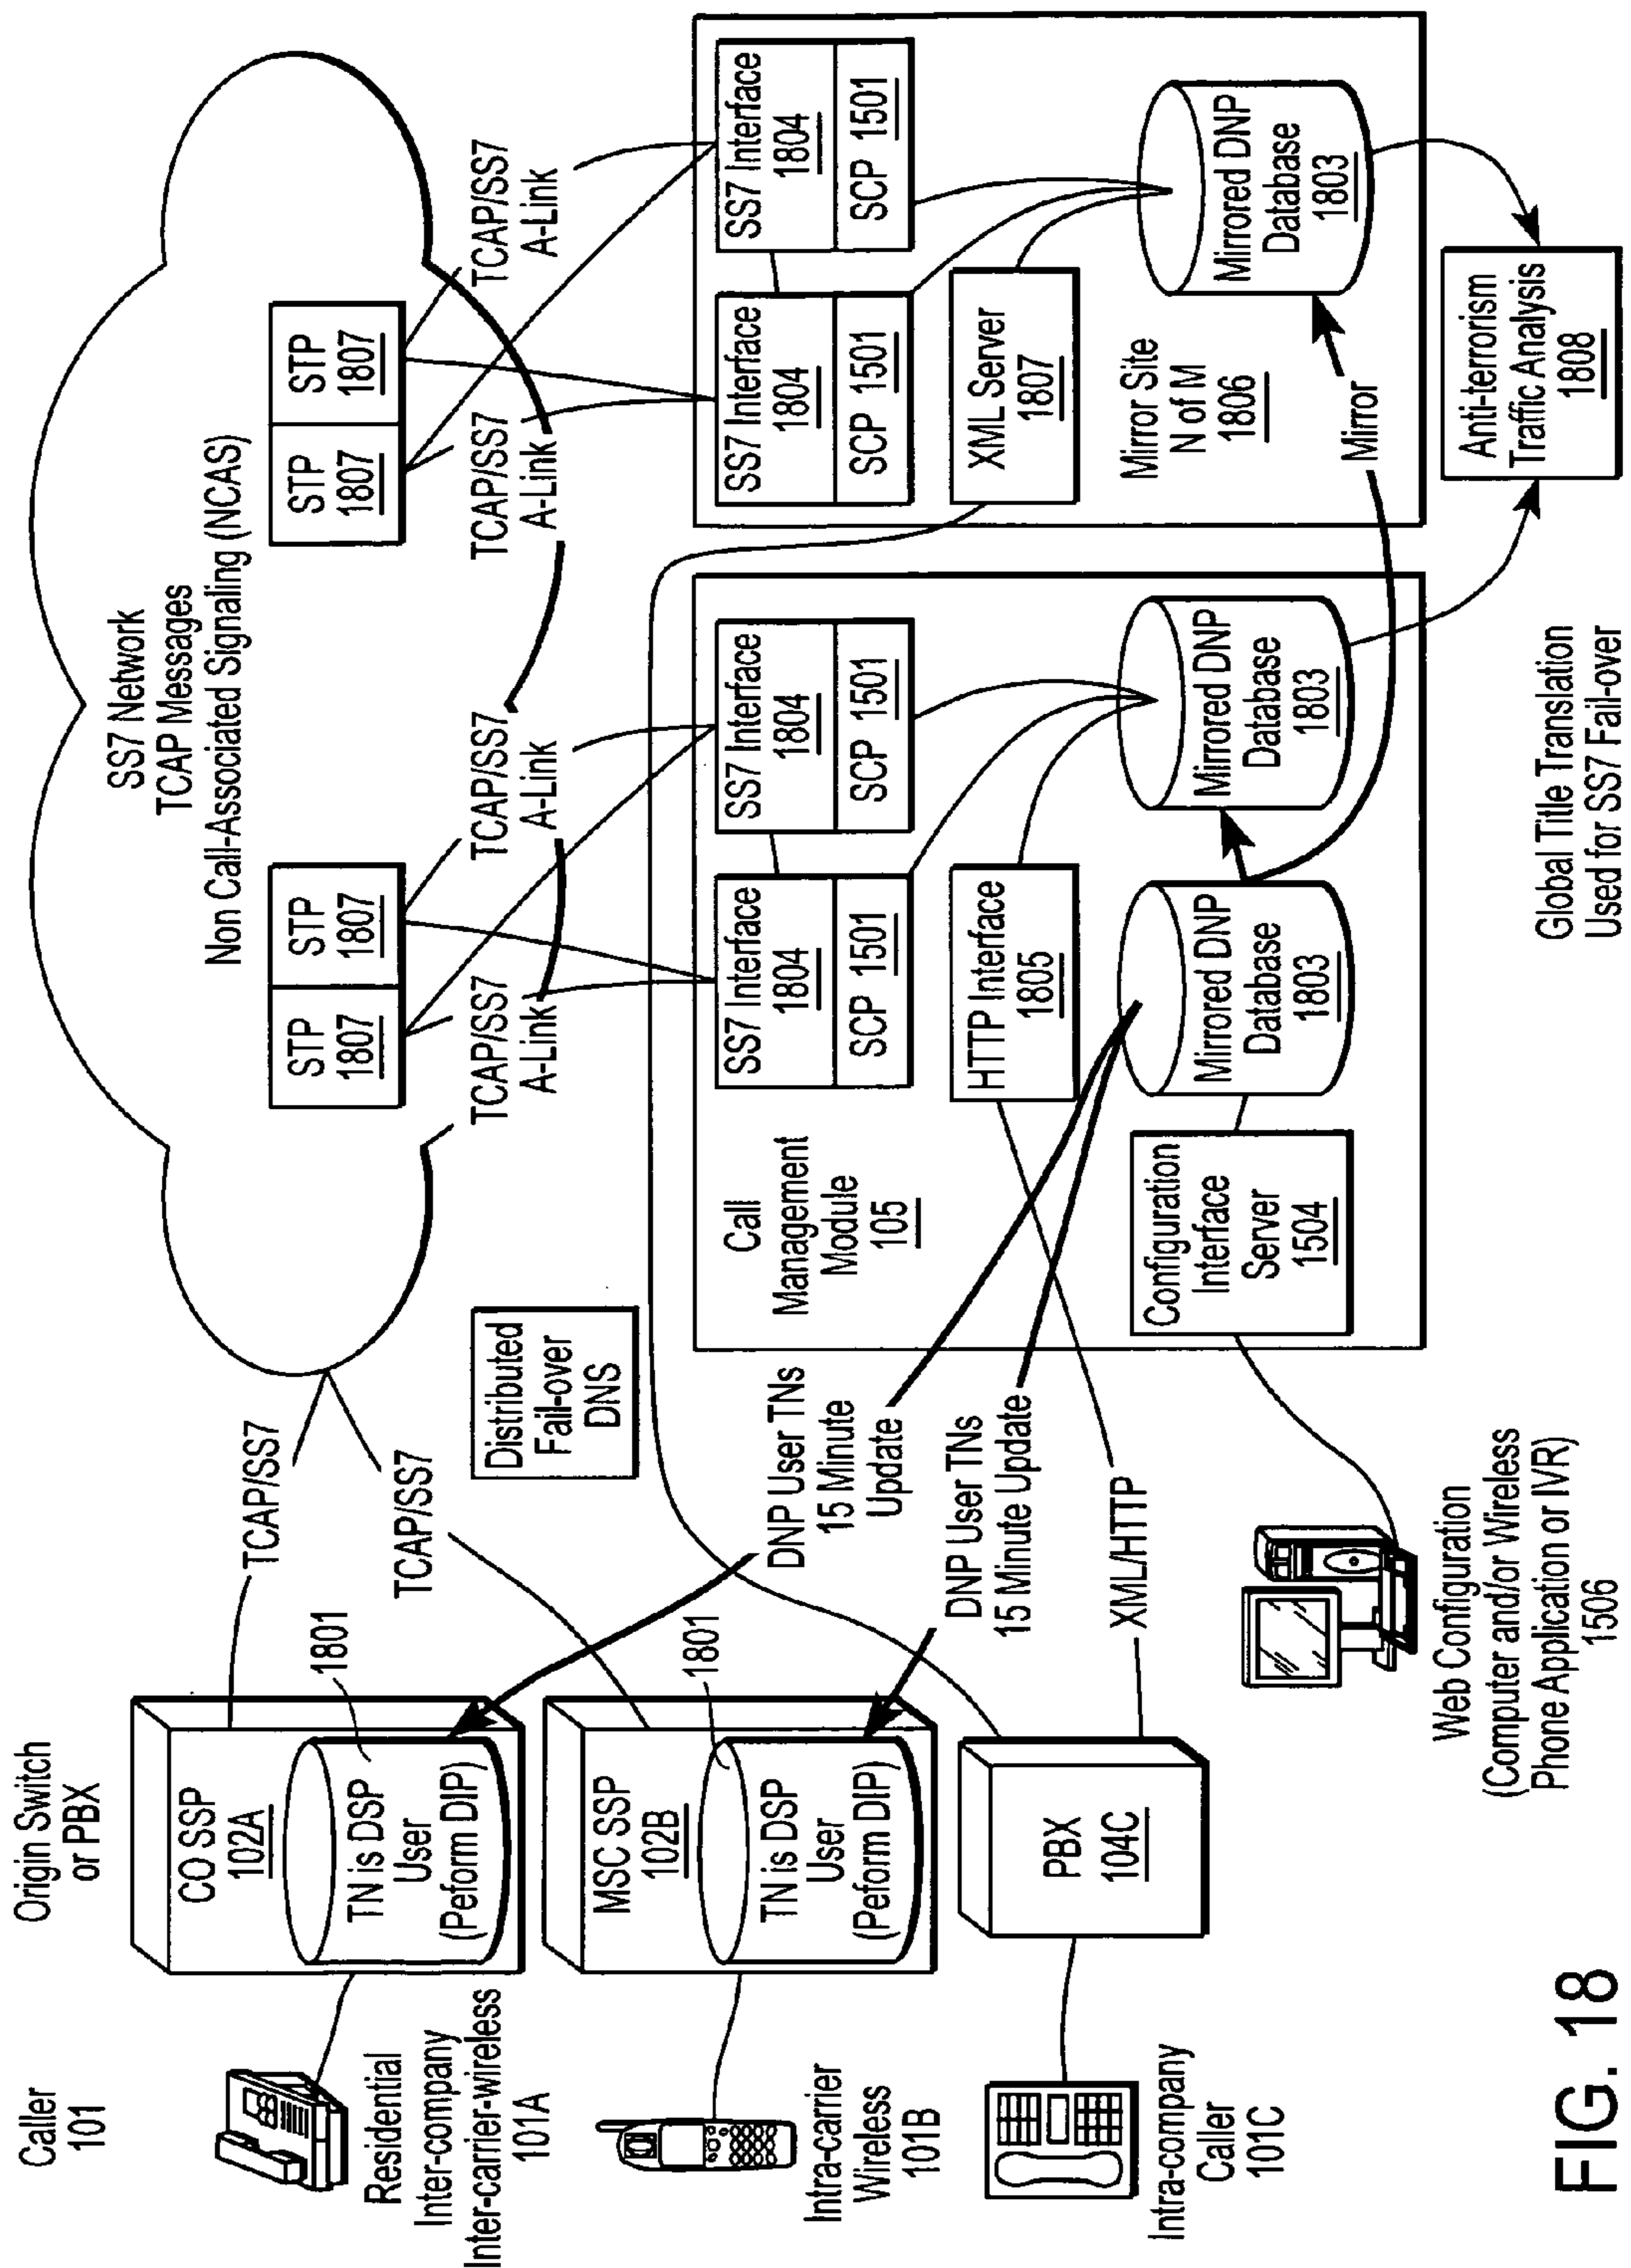 Caller
101
Origin Switch
or PBX
SS7 Network
TCAP Messages
Non Call-Associated Signaling (NCAS)
STP
1807
STP
1807
STP
1807
STP
1807
CO SSP
102A
TN is DSP
User
(Peform DIP)
1801
TCAP/SS7
TCAP/SS7
Residential
Inter-company
Inter-carrier-wireless
101A
Distributed
Fail-over
DNS
TCAP/SS7
A-Link
TCAP/SS7
A-Link
TCAP/SS7
A-Link
TCAP/SS7
A-Link
MSC SSP
102B
TN is DSP
User
(Peform DIP)
1801
Intra-carrier
Wireless
101B
DNP User TNs
15 Minute
Update
DNP User TNs
15 Minute Update
Call
Management
Module
105
SS7 Interface
1804
SCP 1501
SS7 Interface
1804
SCP 1501
HTTP Interface
1805
Mirrored DNP
Database
1803
Mirrored DNP
Database
1803
Configuration
Interface
Server
1504
SS7 Interface
1804
SCP 1501
SS7 Interface
1804
SCP 1501
XML Server
1807
Mirror Site
N of M
1806
Mirrored DNP
Database
1803
Mirror
PBX
104C
XML/HTTP
Intra-company
Caller
101C
Web Configuration
(Computer and/or Wireless
Phone Application or IVR)
1506
Global Title Translation
Used for SS7 Fail-over
Anti-terrorism
Traffic Analysis
1808
FIG. 18